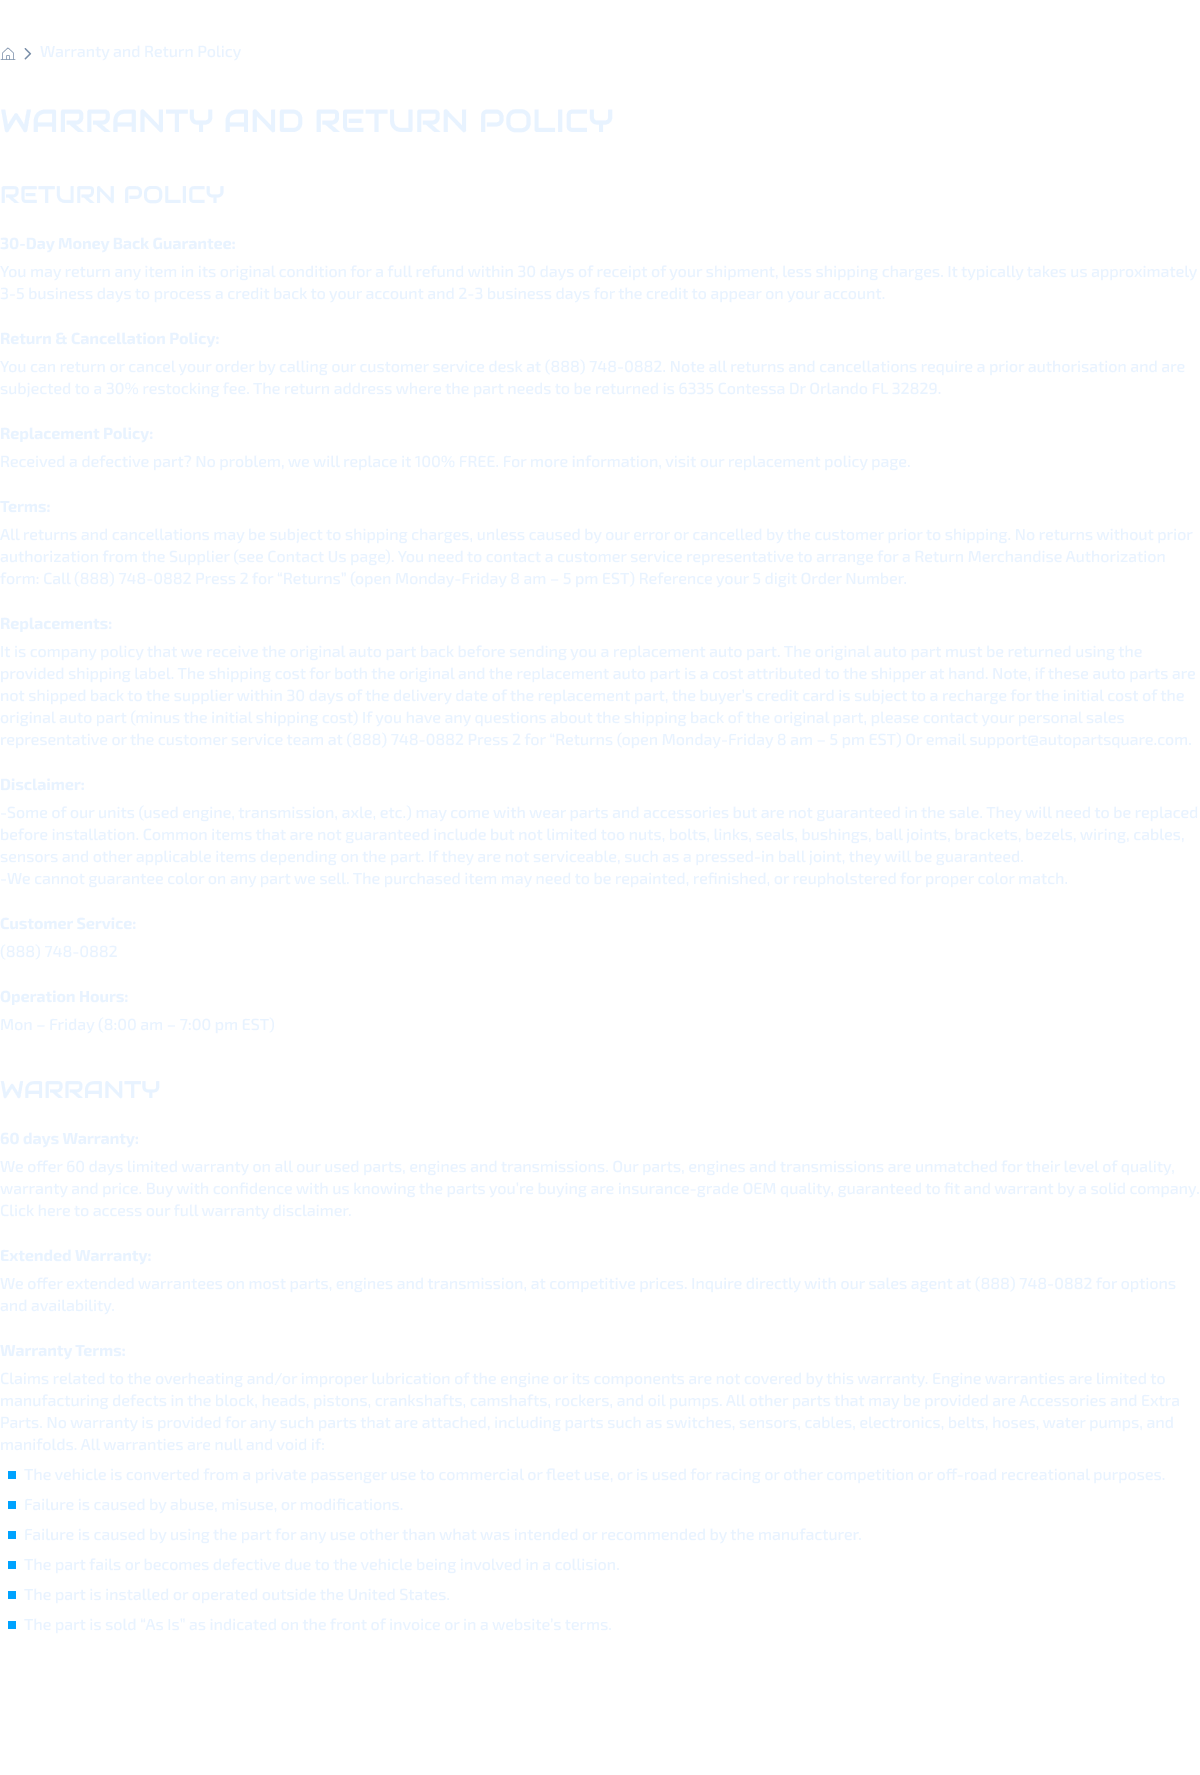 Warranty and Return Policy
WARRANTY AND RETURN POLICY
RETURN POLICY
30-Day Money Back Guarantee:
You may return any item in its original condition for a full refund within 30 days of receipt of your shipment, less shipping charges. It typically takes us approximately
3-5 business days to process a credit back to your account and 2-3 business days for the credit to appear on your account.
Return & Cancellation Policy:
You can return or cancel your order by calling our customer service desk at (888) 748-0882. Note all returns and cancellations require a prior authorisation and are
subjected to a 30% restocking fee. The return address where the part needs to be returned is 6335 Contessa Dr Orlando FL 32829.
Replacement Policy:
Received a defective part? No problem, we will replace it 100% FREE. For more information, visit our replacement policy page.
Terms:
All returns and cancellations may be subject to shipping charges, unless caused by our error or cancelled by the customer prior to shipping. No returns without prior
authorization from the Supplier (see Contact Us page). You need to contact a customer service representative to arrange for a Return Merchandise Authorization
form: Call (888) 748-0882 Press 2 for “Returns” (open Monday-Friday 8 am – 5 pm EST) Reference your 5 digit Order Number.
Replacements:
It is company policy that we receive the original auto part back before sending you a replacement auto part. The original auto part must be returned using the
provided shipping label. The shipping cost for both the original and the replacement auto part is a cost attributed to the shipper at hand. Note, if these auto parts are
not shipped back to the supplier within 30 days of the delivery date of the replacement part. the buyer’s credit card is subject to a recharge for the initial cost of the
original auto part (minus the initial shipping cost) If you have any questions about the shipping back of the original part, please contact your personal sales
representative or the customer service team at (888) 748-0882 Press 2 for “Returns (open Monday-Friday 8 am – 5 pm EST) Or email support@autopartsquare.com.
Disclaimer:
-Some of our units (used engine, transmission, axle. etc.) may come with wear parts and accessories but are not guaranteed in the sale. They will need to be replaced
before installation. Common items that are not guaranteed include but not limited too nuts, bolts, links, seals, bushings, ball joints, brackets, bezels, wiring. cables,
sensors and other applicable items depending on the part. If they are not serviceable, such as a pressed-in ball joint, they will be guaranteed.
-We cannot guarantee color on any part we sell. The purchased item may need to be repainted, refinished, or reupholstered for proper color match.
Customer Service:
(888) 748-0882
Operation Hours:
Mon – Friday (8:00 am – 7:00 pm EST)
WARRANTY
60 days Warranty:
We offer 60 days limited warranty on all our used parts, engines and transmissions. Our parts, engines and transmissions are unmatched for their level of quality,
warranty and price. Buy with confidence with us knowing the parts you’re buying are insurance-grade OEM quality, guaranteed to fit and warrant by a solid company.
Click here to access our full warranty disclaimer.
Extended Warranty:
We offer extended warrantees on most parts, engines and transmission, at competitive prices. Inquire directly with our sales agent at (888) 748-0882 for options
and availability.
Warranty Terms:
Claims related to the overheating and/or improper lubrication of the engine or its components are not covered by this warranty. Engine warranties are limited to
manufacturing defects in the block, heads, pistons, crankshafts, camshafts, rockers, and oil pumps. All other parts that may be provided are Accessories and Extra
Parts. No warranty is provided for any such parts that are attached, including parts such as switches, sensors, cables, electronics, belts, hoses, water pumps, and
manifolds. All warranties are null and void if:
The vehicle is converted from a private passenger use to commercial or fleet use, or is used for racing or other competition or off-road recreational purposes.
Failure is caused by abuse, misuse, or modifications.
Failure is caused by using the part for any use other than what was intended or recommended by the manufacturer.
The part fails or becomes defective due to the vehicle being involved in a collision.
The part is installed or operated outside the United States.
The part is sold “As Is” as indicated on the front of invoice or in a website’s terms.